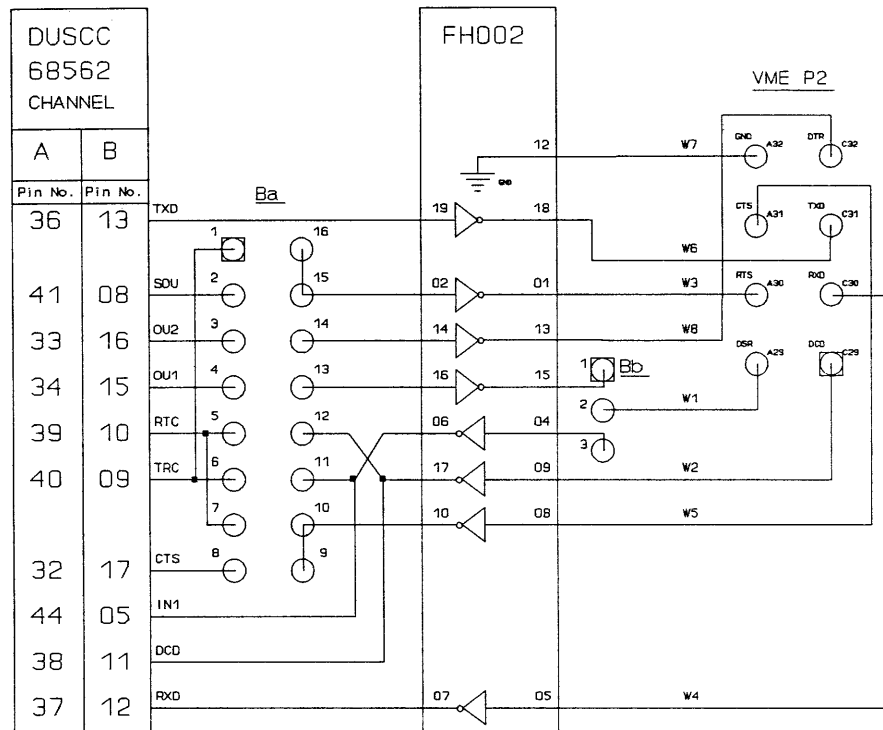 DUSCC
68562
CHANNEL
A B
Pin No. Pin No.
FH002
VME P2
GND A32 DTR C32
12 W7
GND
Ba
36 13 TXD 19 18
1 16
CTS A31 TXD C31
W6
41 08 SOU 2 15 02 01 W3
RTS A30 RXD C30
33 16 OU2 3 14 14 13 W8
34 15 OU1 4 13 16 15 1 Bb
DSR A29 DCD C29
39 10 RTC 5 12 06 04 2 W1
3
40 09 TRC 6 11 17 09 W2
7 10 10 08 W5
32 17 CTS 8 9
44 05 IN1
38 11 DCD
37 12 RXD 07 05 W4